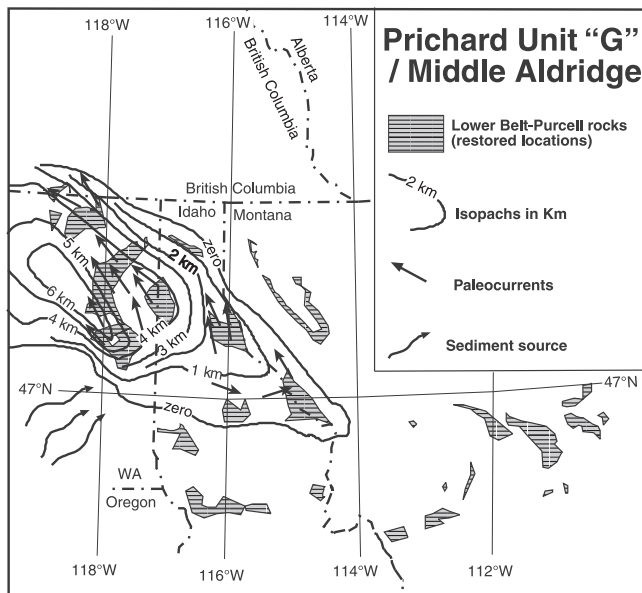 118°W
116°W
114°W
Prichard Unit “G”
/ Middle Aldridge
Alberta
British Columbia
Lower Belt-Purcell rocks
(restored locations)
2 km
Isopachs in Km
Paleocurrents
Sediment source
British Columbia
Idaho
Montana
zero
2 km
5 km
6 km
4 km
4 km
3 km
1 km
47°N
47°N
zero
WA
Oregon
118°W
116°W
114°W
112°W